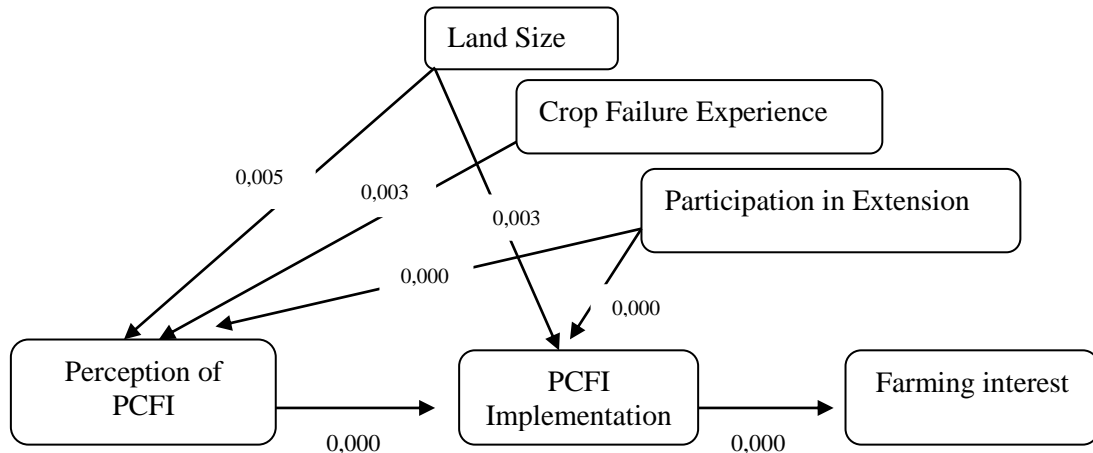 Land Size
Crop Failure Experience
0,005
0,003
Participation in Extension
0,003
0,000
0,000
Perception of
PCFI
PCFI
Implementation
Farming interest
0,000
0,000